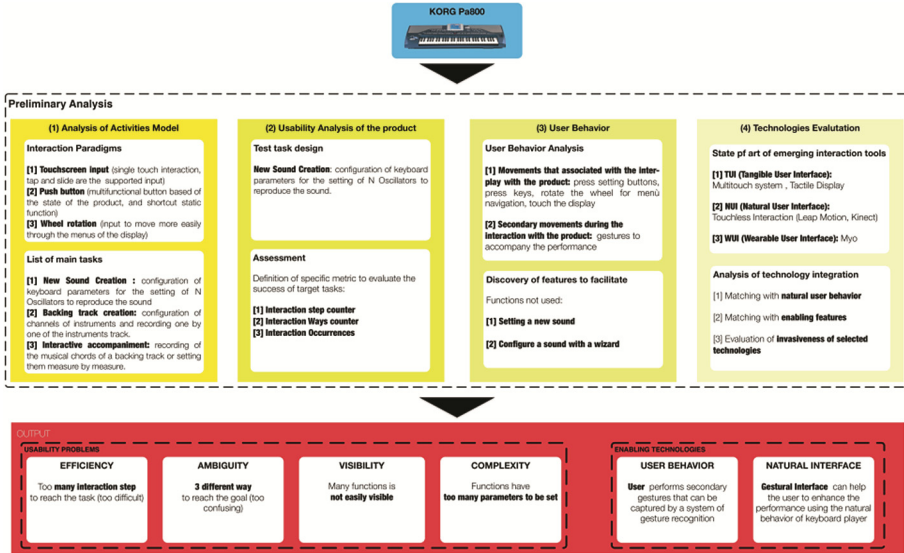 KORG Pa800
Preliminary Analysis
(1) Analysis of Activities Model
Interaction Paradigms
[1] Touchscreen input (single touch interaction,
tap and slide are the supported input)
[2] Push button (multifunctional button based of
the state of the product, and shortcut static
function)
[3] Wheel rotation (input to move more easily
through the menus of the display)
List of main tasks
[1] New Sound Creation : configuration of
keyboard parameters for the setting of N
Oscillators to reproduce the sound
[2] Backing track creation: configuration of
channels of instruments and recording one by
one of the instruments track.
[3] Interactive accompaniment: recording of
the musical chords of a backing track or setting
them measure by measure.
(2) Usability Analysis of the product
Test task design
New Sound Creation: configuration of keyboard
parameters for the setting of N Oscillators to
reproduce the sound.
Assessment
Definition of specific metric to evaluate the
success of target tasks:
[1] Interaction step counter
[2] Interaction Ways counter
[3] Interaction Occurrences
(3) User Behavior
User Behavior Analysis
[1] Movements that associated with the inter-
play with the product: press setting buttons,
press keys, rotate the wheel for menù
navigation, touch the display
[2] Secondary movements during the
interaction with the product: gestures to
accompany the performance
Discovery of features to facilitate
Functions not used:
[1] Setting a new sound
[2] Configure a sound with a wizard
(4) Technologies Evalutation
State pf art of emerging interaction tools
[1] TUI (Tangible User Interface):
Multitouch system , Tactile Display
[2] NUI (Natural User Interface):
Touchless Interaction (Leap Motion, Kinect)
[3] WUI (Wearable User Interface): Myo
Analysis of technology integration
[1] Matching with natural user behavior
[2] Matching with enabling features
[3] Evaluation of invasiveness of selected
technologies
OUTPUT
USABILITY PROBLEMS
EFFICIENCY
Too many interaction step
to reach the task (too difficult)
AMBIGUITY
3 different way
to reach the goal (too
confusing)
VISIBILITY
Many functions is
not easily visible
COMPLEXITY
Functions have
too many parameters to be set
ENABLING TECHNOLOGIES
USER BEHAVIOR
User performs secondary
gestures that can be
captured by a system of
gesture recognition
NATURAL INTERFACE
Gestural Interface can help
the user to enhance the
performance using the natural
behavior of keyboard player